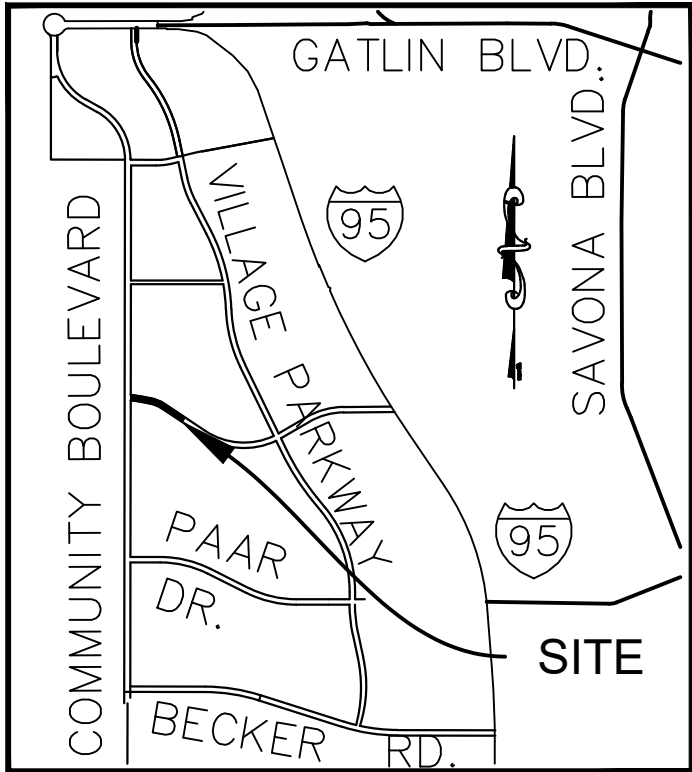 GATLIN BLVD.
SAVONA BLVD.
95
VILLAGE PARKWAY
COMMUNITY BOULEVARD
95
PAAR
DR.
SITE
BECKER RD.